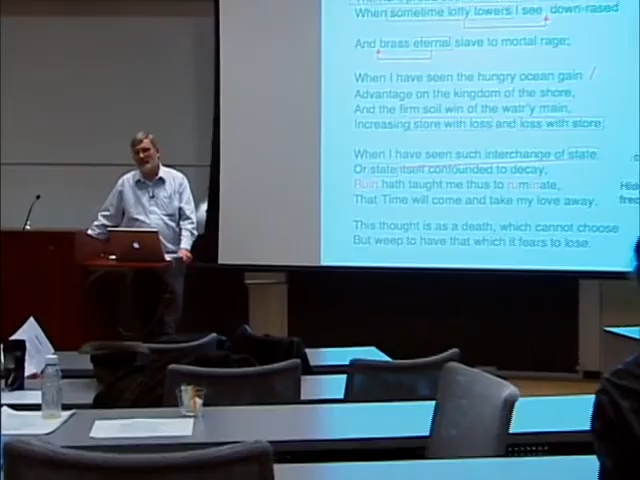 When sometime lofty towers I see down-rased
And brass eternal slave to mortal rage;
When I have seen the hungry ocean gain /
Advantage on the kingdom of the shore,
And the firm soil win of the wat'ry main,
Increasing store with loss and loss with store;
When I have seen such interchange of state
Or state itself confounded to decay,
Ruin hath taught me thus to ruminate,
That Time will come and take my love away.
This thought is as a death, which cannot choose
But weep to have that which it fears to lose.